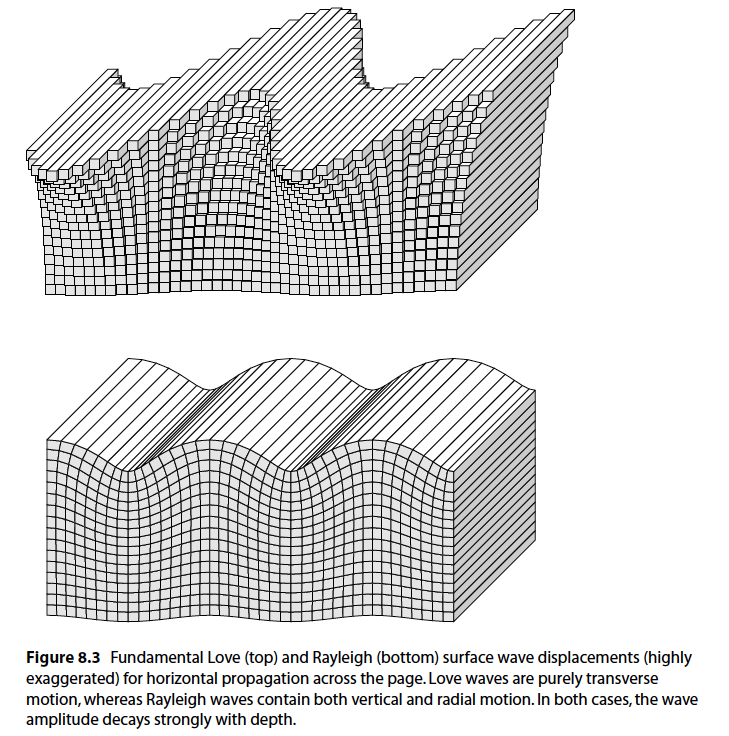 Figure 8.3 Fundamental Love (top) and Rayleigh (bottom) surface wave displacements (highly
exaggerated) for horizontal propagation across the page. Love waves are purely transverse
motion, whereas Rayleigh waves contain both vertical and radial motion. In both cases, the wave
amplitude decays strongly with depth.